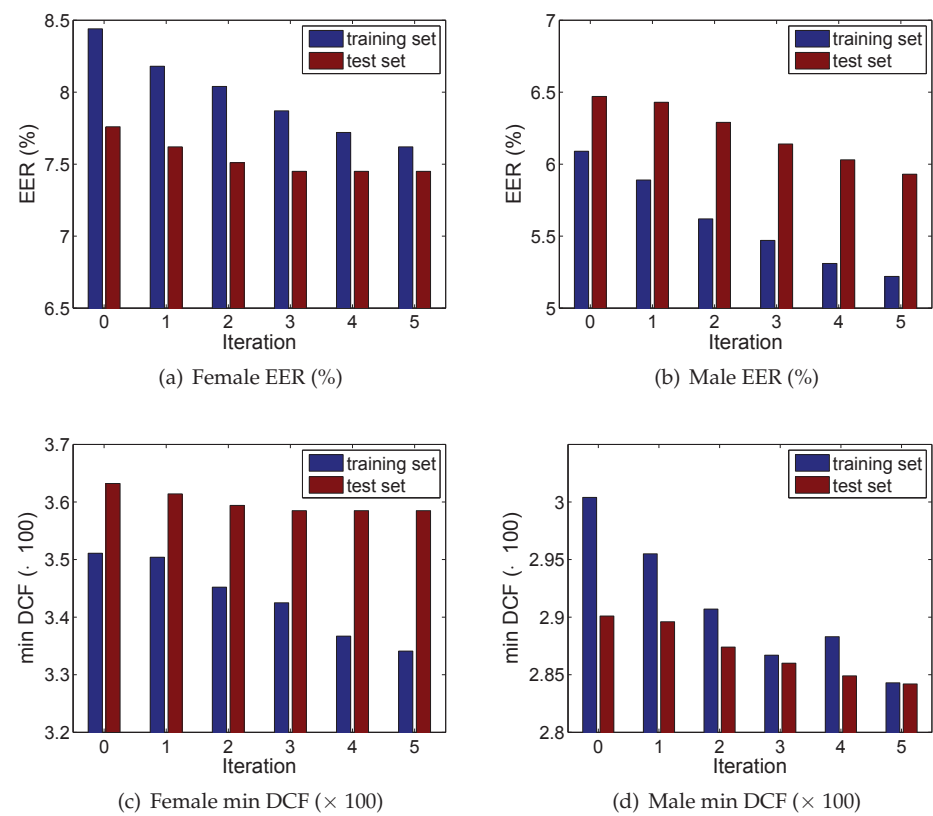 8.5
8
7.5
7
6.5
EER (%)
training set
test set
0 1 2 3 4 5
Iteration
(a) Female EER (%)
7
6.5
6
5.5
5
EER (%)
training set
test set
0 1 2 3 4 5
Iteration
(b) Male EER (%)
3.7
3.6
3.5
3.4
3.3
3.2
min DCF (· 100)
training set
test set
0 1 2 3 4 5
Iteration
(c) Female min DCF (× 100)
3
2.95
2.9
2.85
2.8
min DCF (· 100)
training set
test set
0 1 2 3 4 5
Iteration
(d) Male min DCF (× 100)